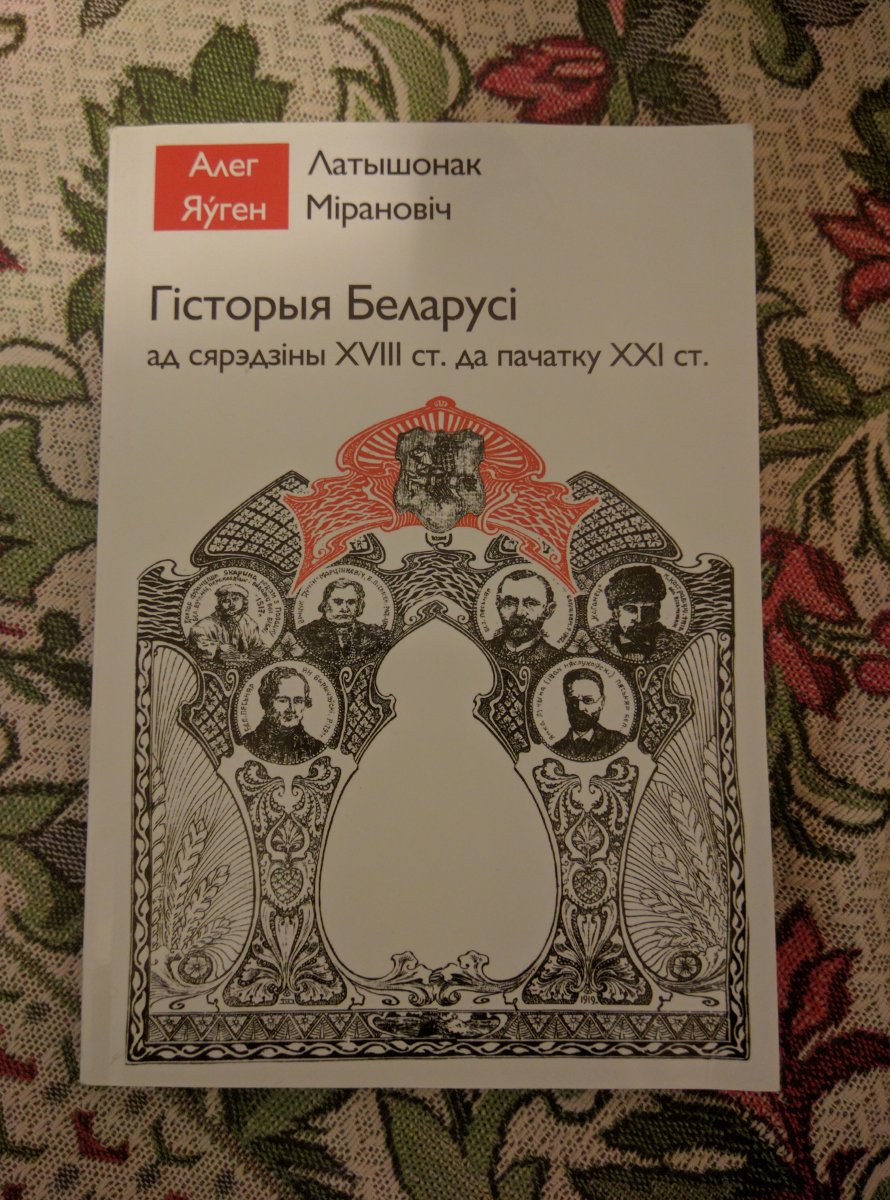 Алег Латышонак
Яўген Мірановіч
Гісторыя Беларусі
ад сярэдзіны XVIII ст. да пачатку XXI ст.
1919